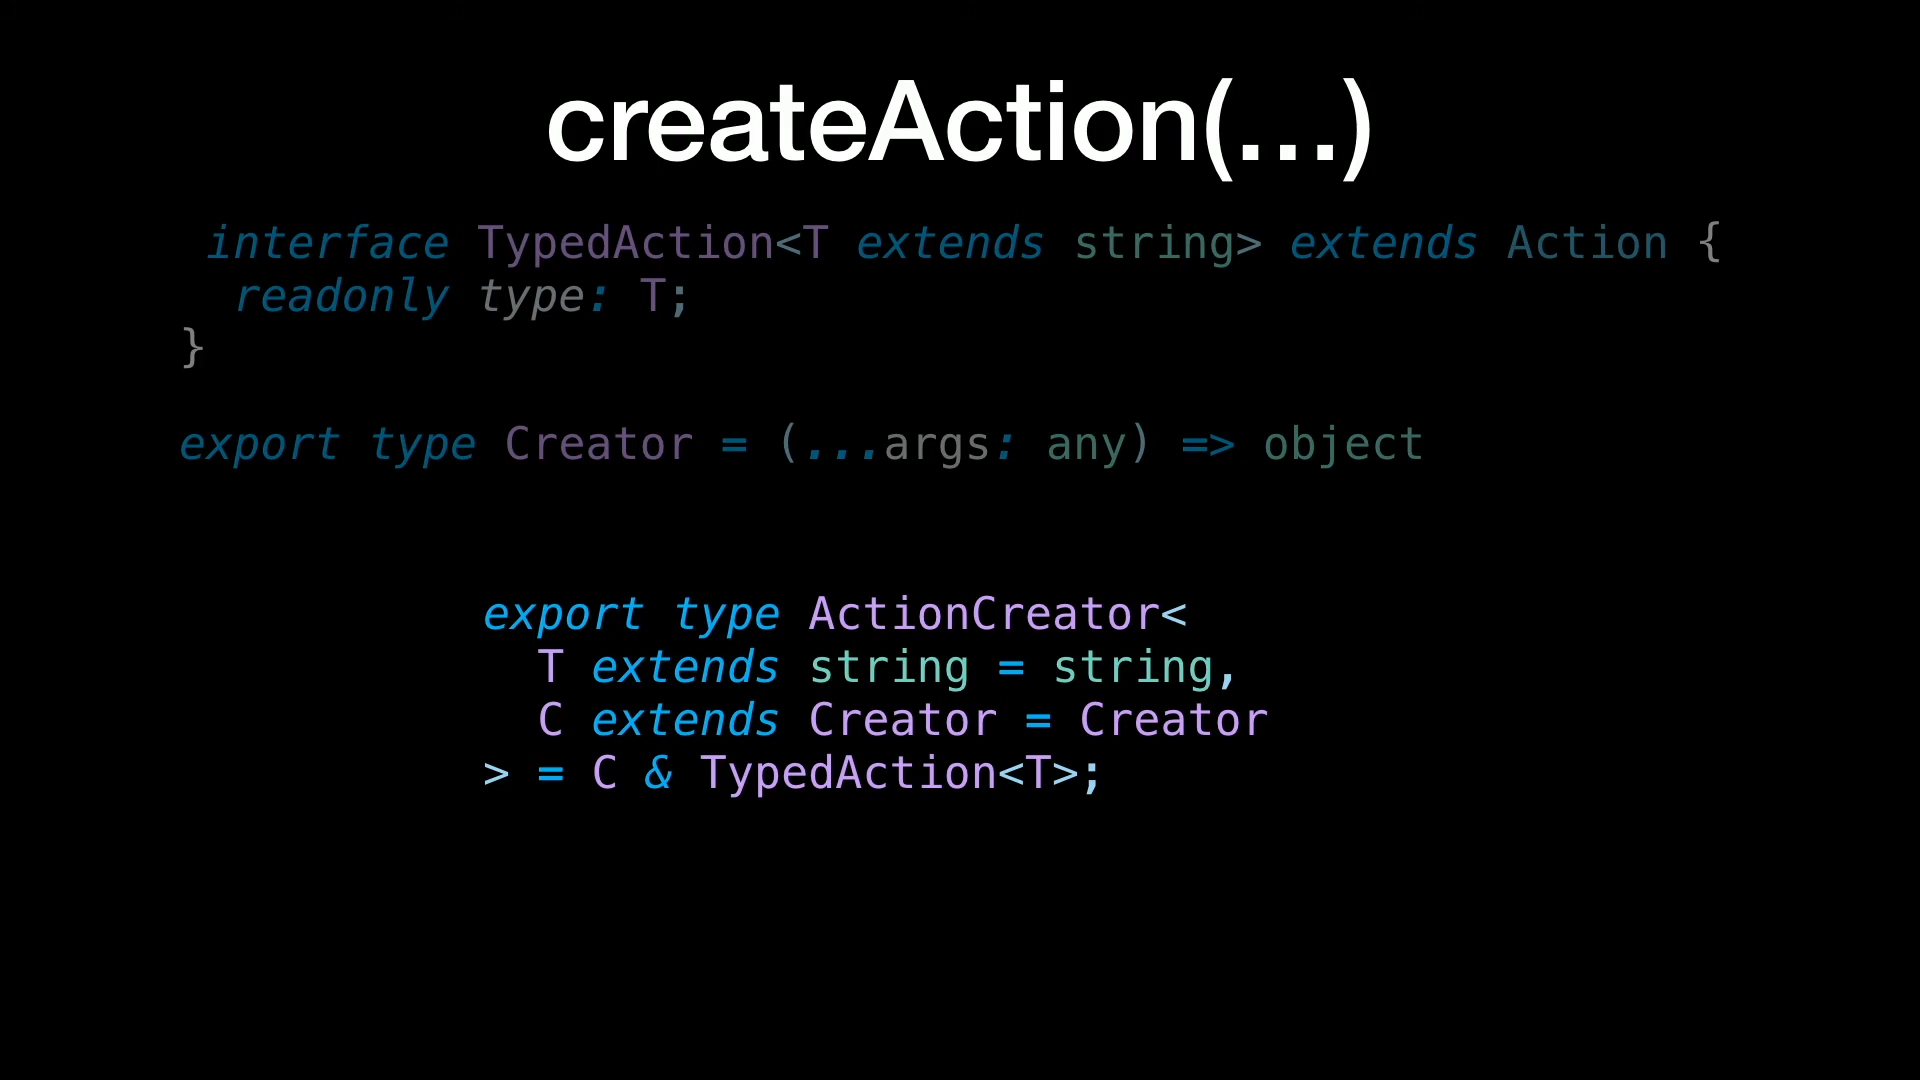 createAction(...)
interface TypedAction<T extends string> extends Action {
readonly type: T;
}
export type Creator = (...args: any) => object
export type ActionCreator<
T extends string = string,
C extends Creator = Creator
> = C & TypedAction<T>;